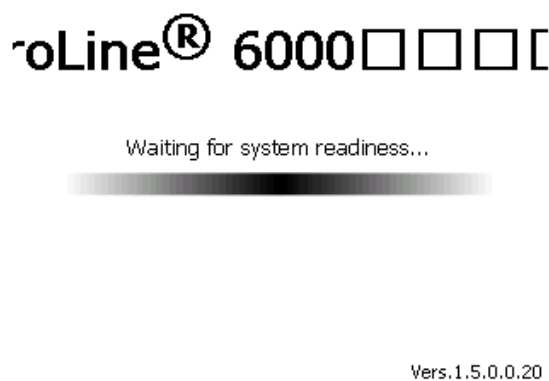 roLine® 6000□□□
Waiting for system readiness...
Vers.1.5.0.0.20